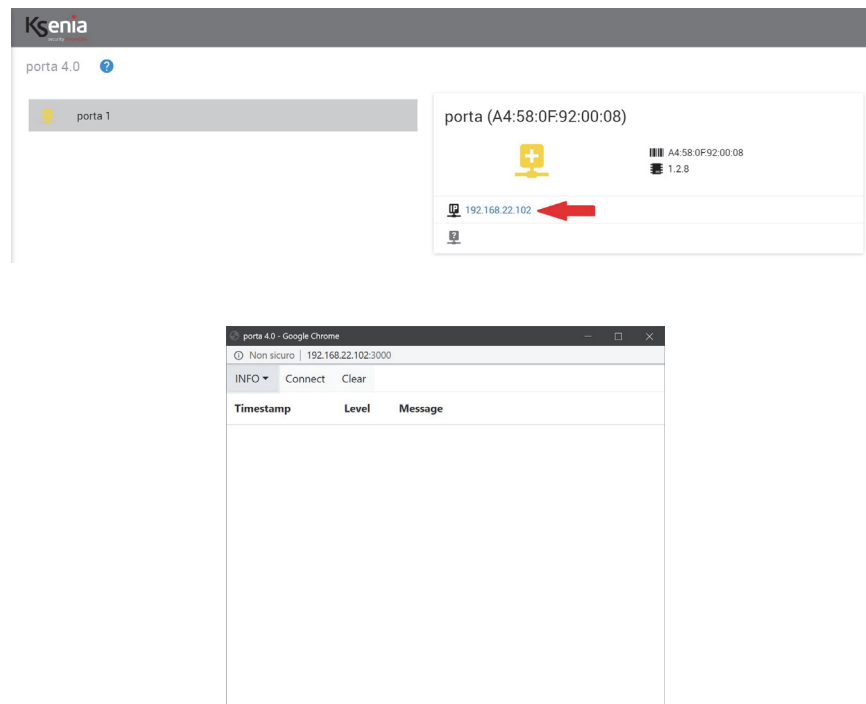 Ksenia
porta 4.0
porta 1
porta (A4:58:0F:92:00:08)
A4:58:0F:92:00:08
1.2.8
192.168.22.102
porta 4.0 - Google Chrome
Non sicuro | 192.168.22.102:3000
INFO Connect Clear
Timestamp Level Message